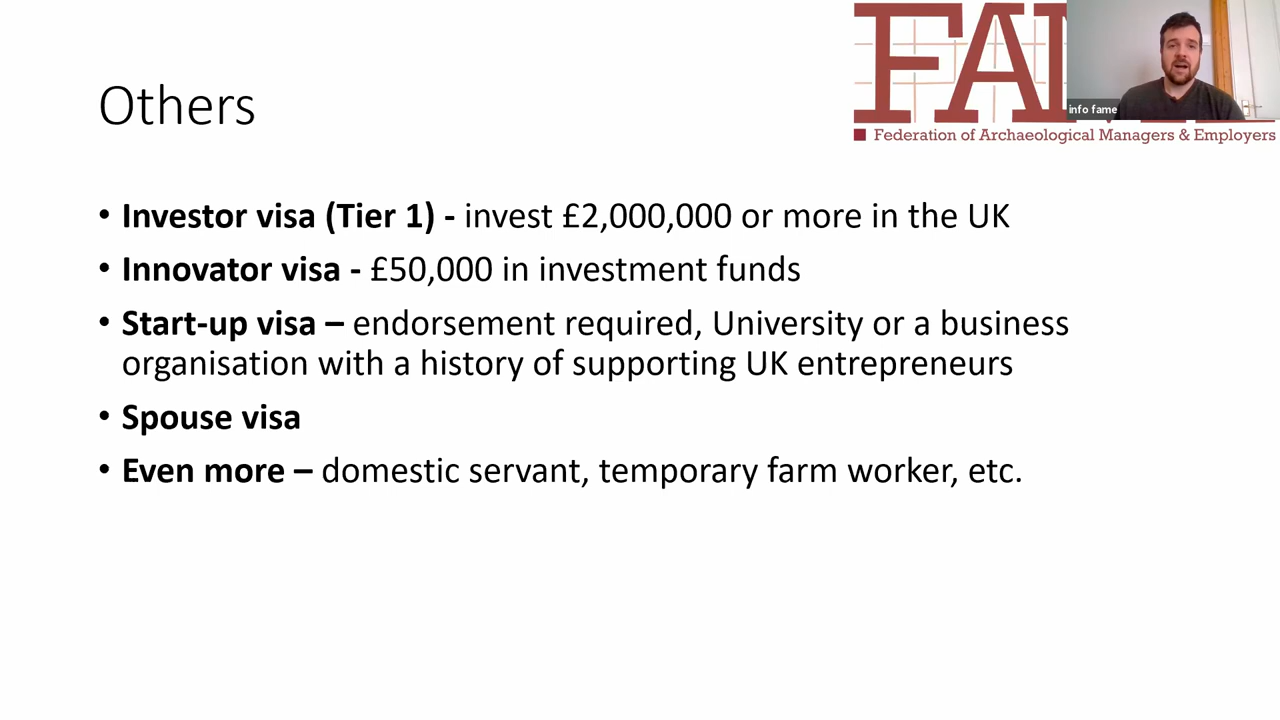 Others
FA
info fame
Federation of Archaeological Managers & Employers
• Investor visa (Tier 1) - invest £2,000,000 or more in the UK
• Innovator visa - £50,000 in investment funds
• Start-up visa – endorsement required, University or a business
organisation with a history of supporting UK entrepreneurs
• Spouse visa
• Even more – domestic servant, temporary farm worker, etc.